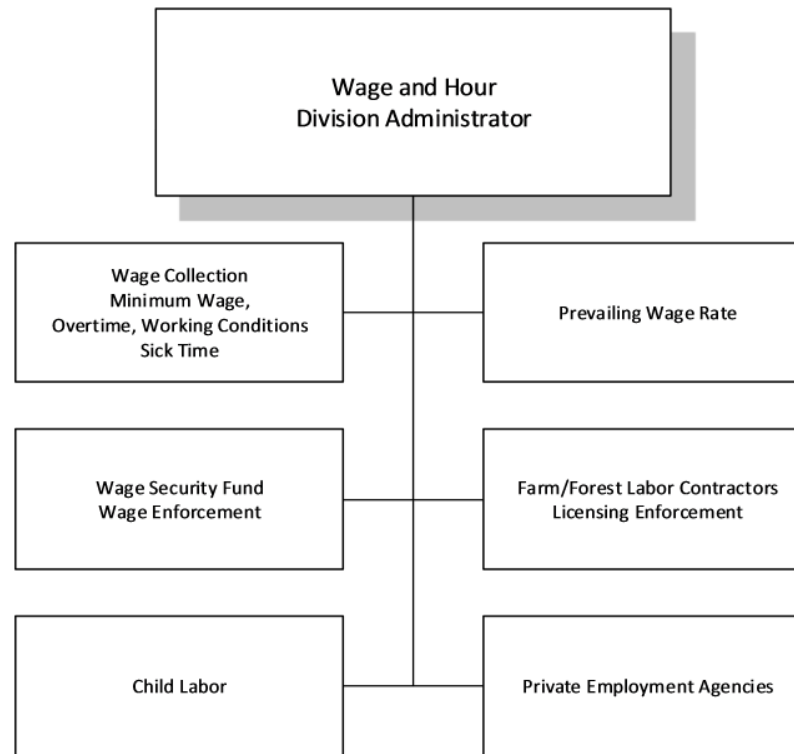 Wage and Hour
Division Administrator
Wage Collection
Minimum Wage,
Overtime, Working Conditions
Sick Time
Prevailing Wage Rate
Wage Security Fund
Wage Enforcement
Farm/Forest Labor Contractors
Licensing Enforcement
Child Labor
Private Employment Agencies